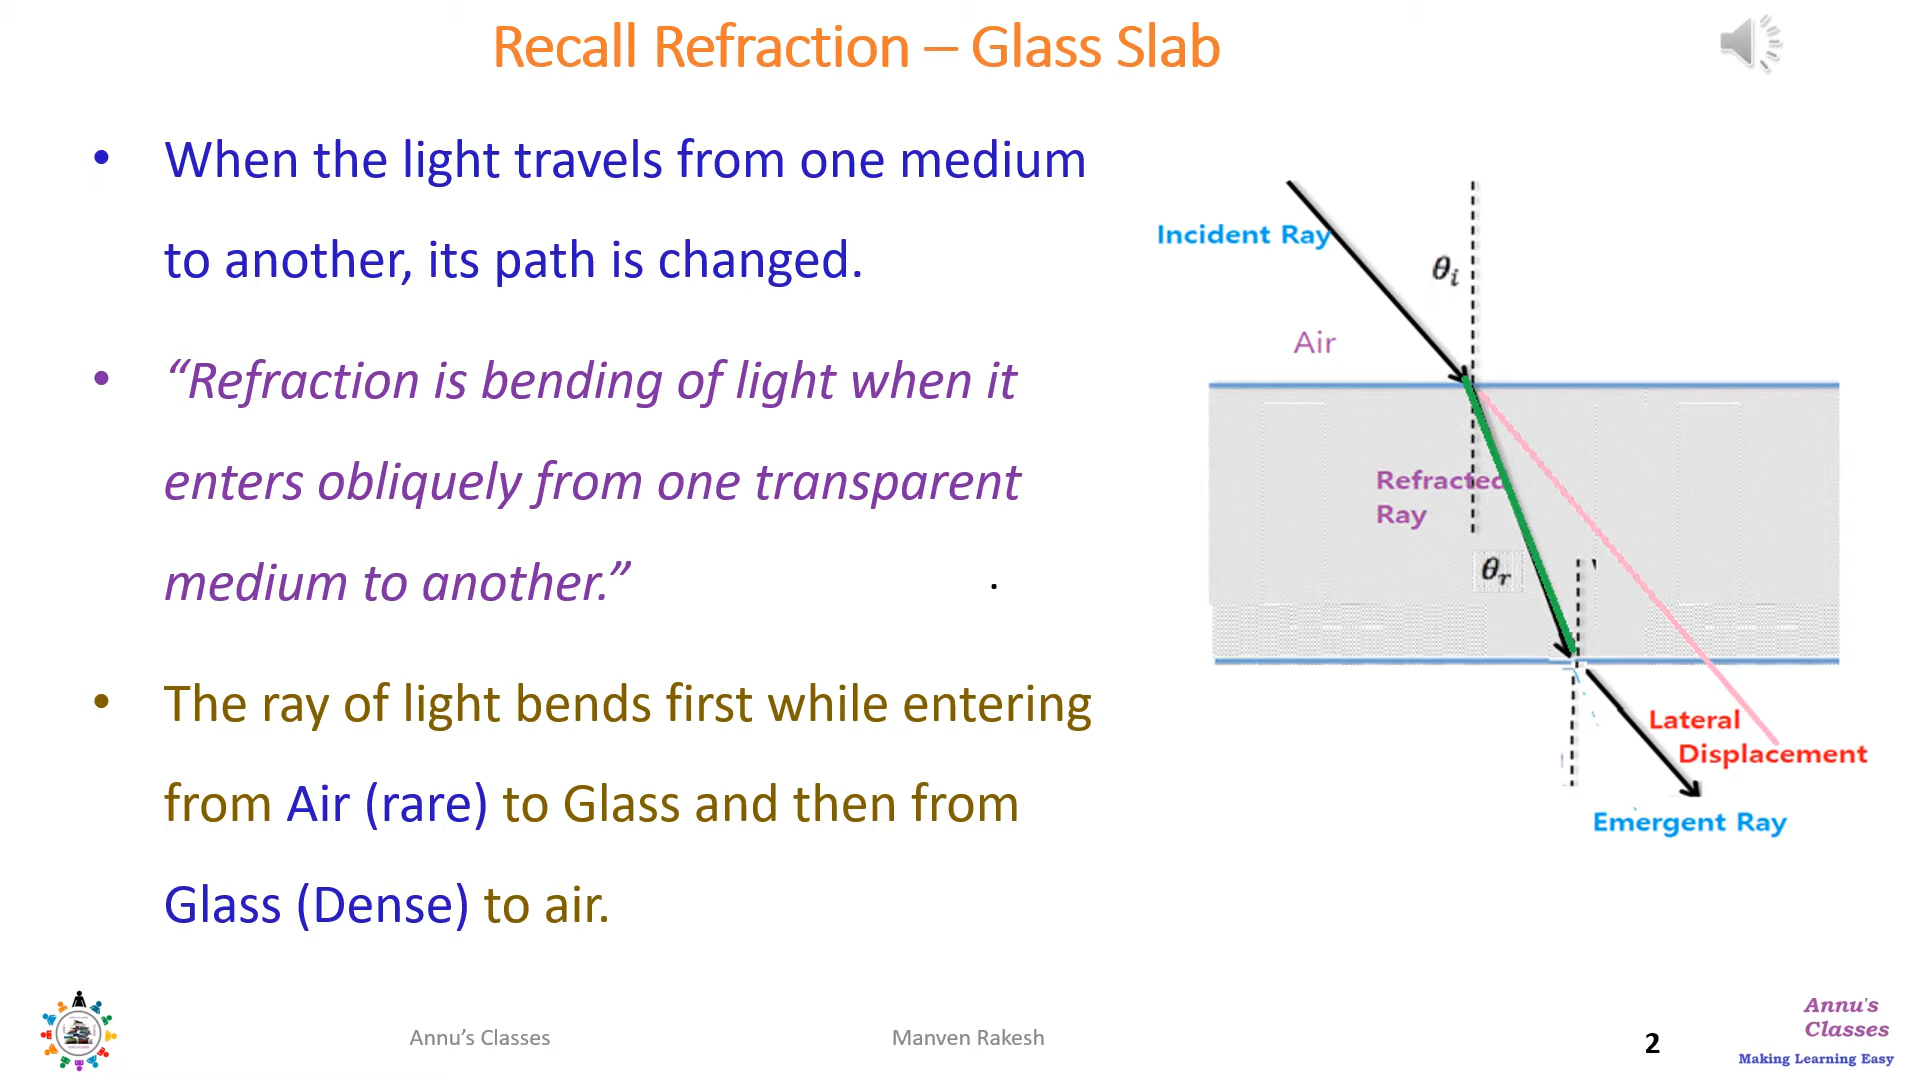 Recall Refraction – Glass Slab
• When the light travels from one medium
to another, its path is changed.
• “Refraction is bending of light when it
enters obliquely from one transparent
medium to another.”
• The ray of light bends first while entering
from Air (rare) to Glass and then from
Glass (Dense) to air.
Incident Ray
θi
Air
Refracted
Ray
θr
Lateral
Displacement
Emergent Ray
Annu’s Classes
Manven Rakesh
2
Annu's
Classes
Making Learning Easy